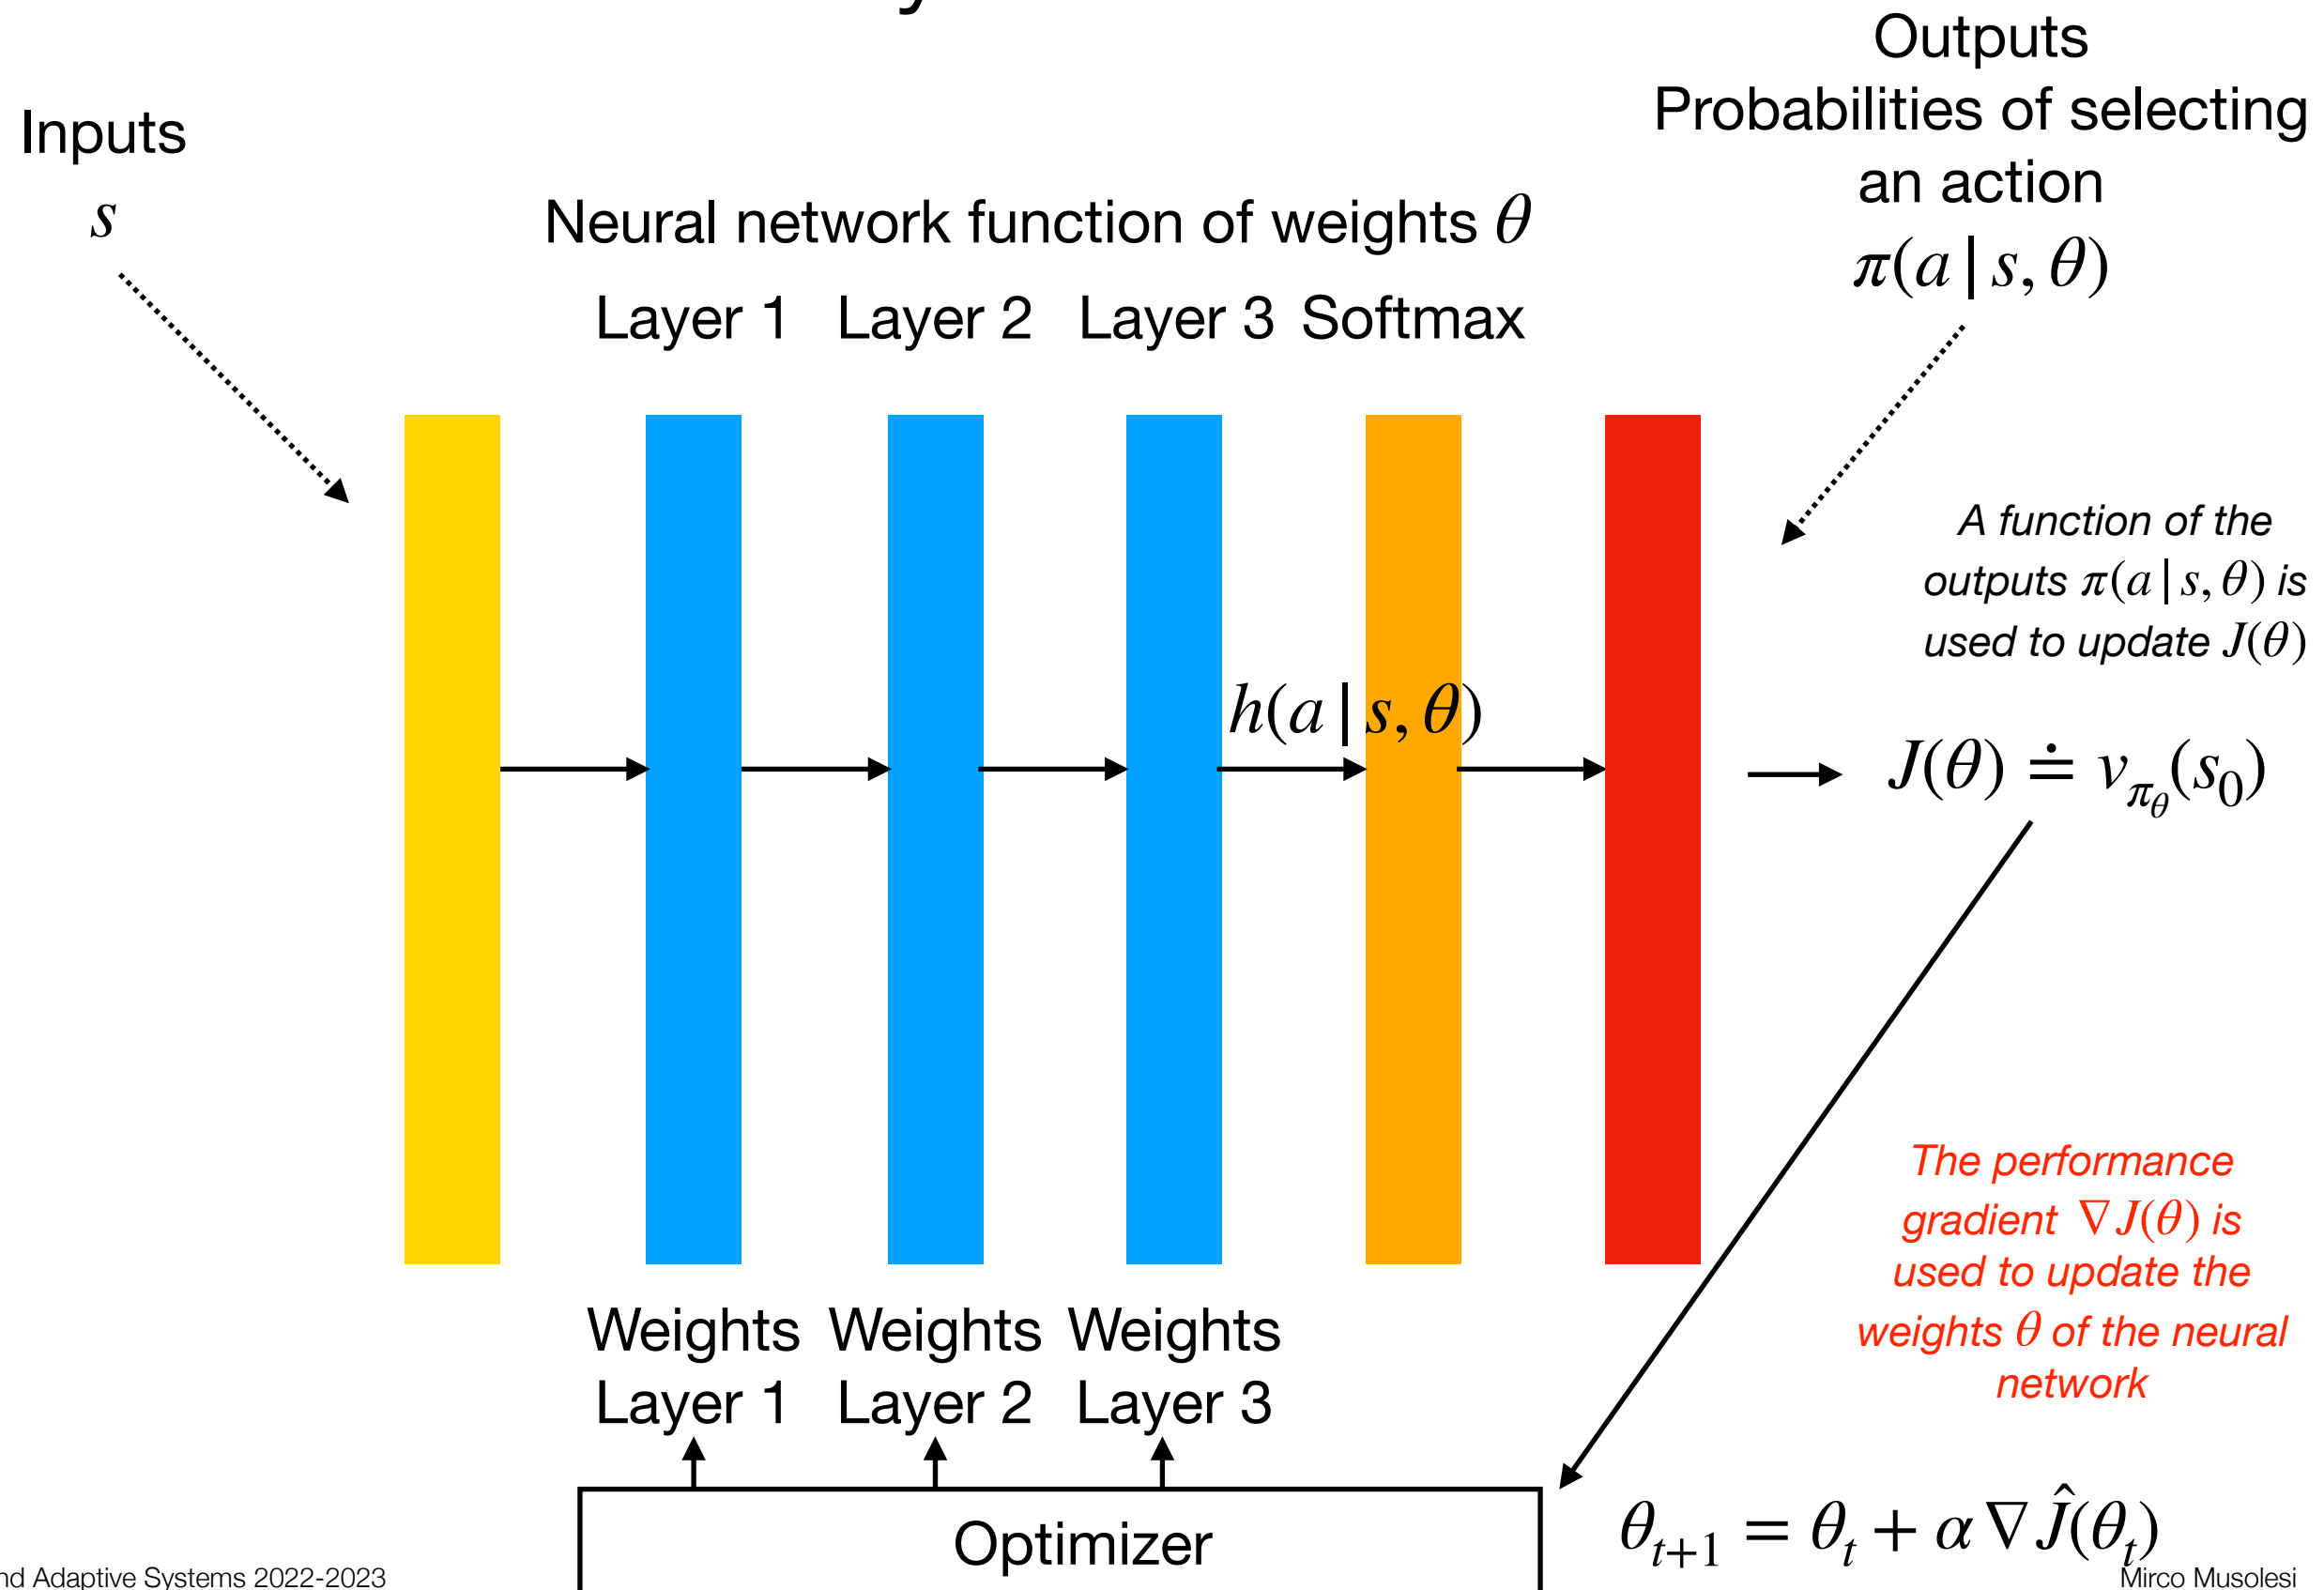 Inputs
s
Neural network function of weights θ
Layer 1 Layer 2 Layer 3 Softmax
Outputs
Probabilities of selecting
an action
π(a | s, θ)
A function of the
outputs π(a | s, θ) is
used to update J(θ)
h(a | s, θ)
J(θ) ≐ v_{π_θ}(s_0)
The performance
gradient ∇J(θ) is
used to update the
weights θ of the neural
network
Weights Weights Weights
Layer 1 Layer 2 Layer 3
Optimizer
θ_{t+1} = θ_t + α∇Ĵ(θ_t)
nd Adaptive Systems 2022-2023
Mirco Musolesi